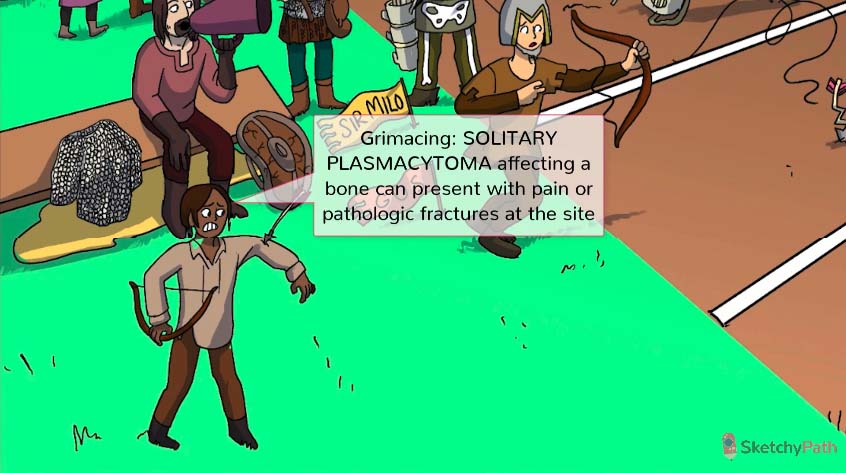 SIR MILO
Grimacing: SOLITARY
PLASMACYTOMA affecting a
bone can present with pain or
pathologic fractures at the site
SketchyPath